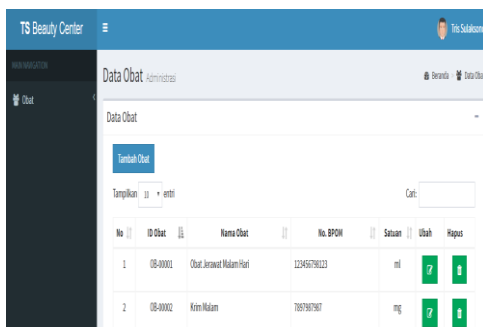 TS Beauty Center
Tris Sulaksono
MAIN NAVIGATION
Obat
Data Obat Administrasi
Beranda
Data Obat
Data Obat
Tambah Obat
Tampilkan 10 entri
Cari:
No ID Obat Nama Obat No. BPOM Satuan Ubah Hapus
1 OB-00001 Obat Jerawat Malam Hari 123456798123 ml
2 OB-00002 Krim Malam 7897987987 mg